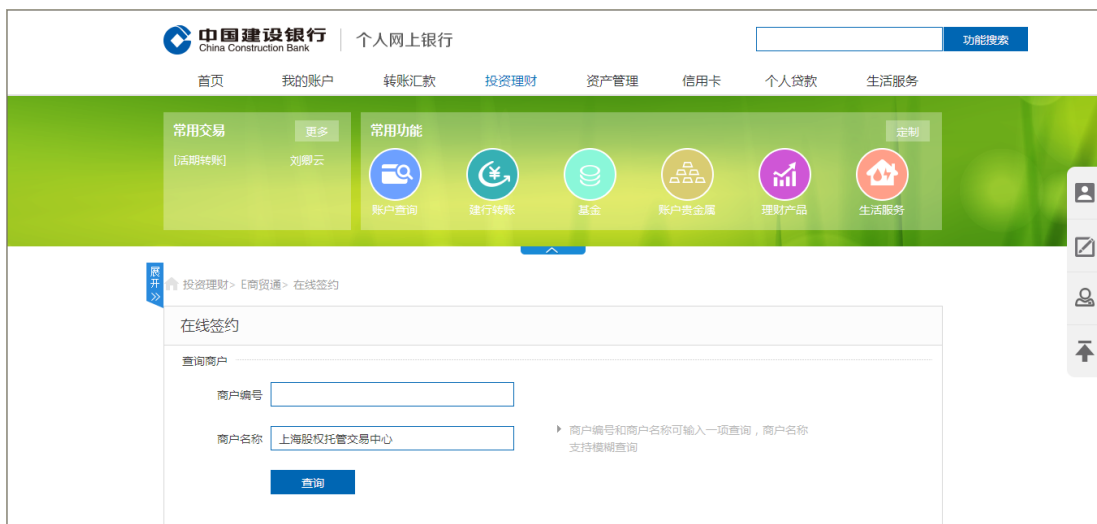 中国建设银行
China Construction Bank
个人网上银行
功能搜索
首页 我的账户 转账汇款 投资理财 资产管理 信用卡 个人贷款 生活服务
常用交易 更多
[活期转账] 刘卿云
常用功能 定制
账户查询 建行转账 基金 账户贵金属 理财产品 生活服务
展开
投资理财> E商贸通> 在线签约
在线签约
查询商户
商户编号
商户名称 上海股权托管交易中心
商户编号和商户名称可输入一项查询，商户名称
支持模糊查询
查询